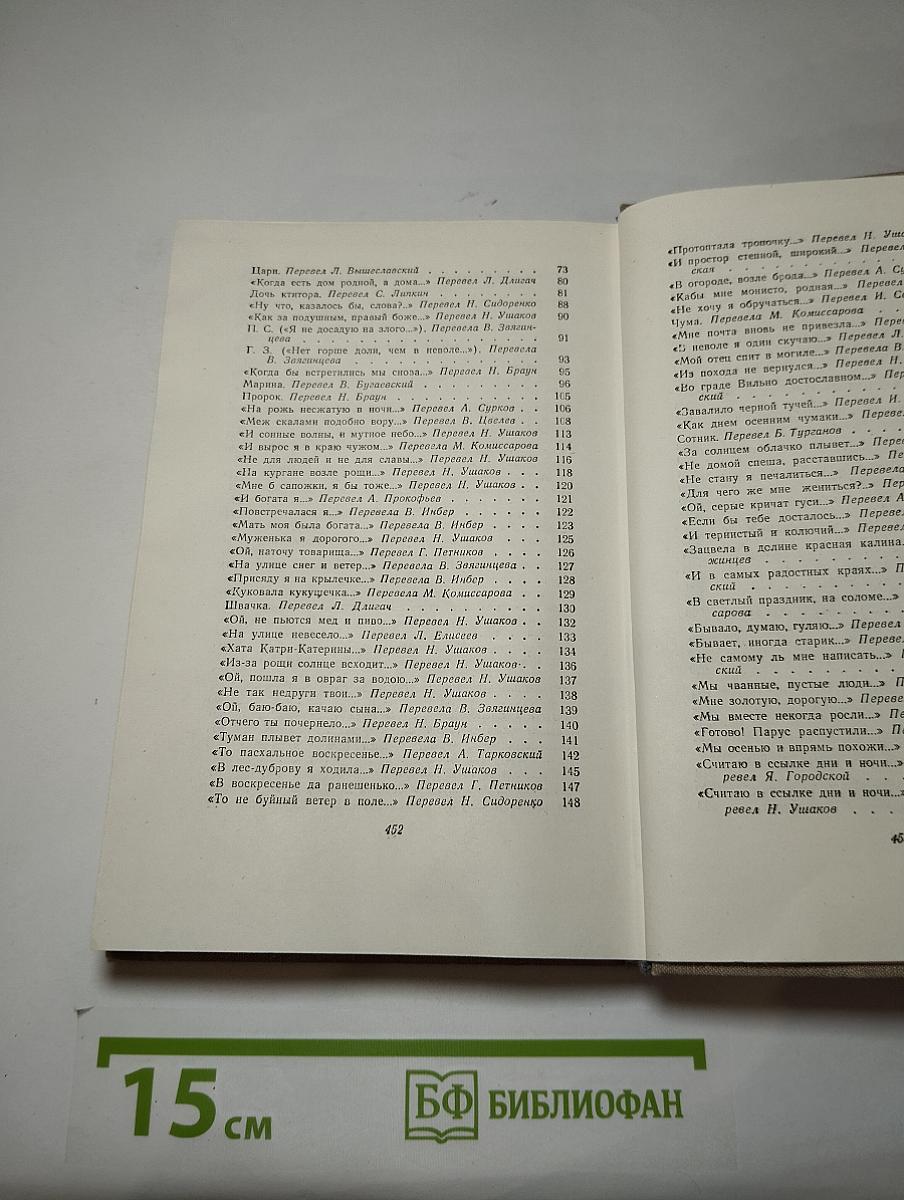 Цари. Перевел Л. Вышеславский . . . . . . . . . 73
«Когда есть дом родной, а дома...» Перевел Л. Длигач 80
Дочь ктитора. Перевел С. Липкин . . . . . . . 81
«Ну что, казалось бы, слова?..» Перевел Н. Сидоренко 88
«Как за подушным, правый боже...» Перевел Н. Ушаков 90
П. С. («Я не досадую на злого...»). Перевела В. Звягин-
цева . . . . . . . . . . . . . . . . . . 91
Г. З. («Нет горше доли, чем в неволе...»). Перевела
В. Звягинцева . . . . . . . . . . . . . . 93
«Когда бы встретились мы снова...» Перевел Н. Браун 95
Марина. Перевел В. Бугаевский . . . . . . . . 96
Пророк. Перевел Н. Браун . . . . . . . . . . 105
«На рожь несжатую в ночи...» Перевел А. Сурков . . 106
«Меж скалами подобно вору...» Перевел В. Цвелев . . 108
«И сонные волны, и мутное небо...» Перевел Н. Ушаков 113
«И вырос я в краю чужом...» Перевела М. Комиссарова 114
«Не для людей и не для славы...» Перевел Н. Ушаков 116
«На кургане возле рощи...» Перевел Н. Ушаков . . . 118
«Мне б сапожки, я бы тоже...» Перевел Н. Ушаков . . 120
«И богата я...» Перевел А. Прокофьев . . . . . . . 121
«Повстречалася я...» Перевела В. Инбер . . . . . . 122
«Мать моя была богата...» Перевела В. Инбер . . . . 123
«Муженька я дорогого...» Перевел Н. Ушаков . . . 125
«Ой, наточу товарища...» Перевел Г. Петников . . . . 126
«На улице снег и ветер...» Перевела В. Звягинцева . . 127
«Присяду я на крылечке...» Перевела В. Инбер . . . 128
«Куковала кукушечка...» Перевела М. Комиссарова . . 129
Швачка. Перевел Л. Длигач . . . . . . . . . . 130
«Ой, не пьются мед и пиво...» Перевел Н. Ушаков . . 132
«На улице невесело...» Перевел Л. Елисеев . . . . 133
«Хата Катри-Катерины...» Перевел Н. Ушаков . . . . 134
«Из-за рощи солнце всходит...» Перевел Н. Ушаков . . 136
«Ой, пошла я в овраг за водою...» Перевел Н. Ушаков 137
«Не так недруги твои...» Перевел Н. Ушаков . . . . 138
«Ой, баю-баю, качаю сына...» Перевела В. Звягинцева 139
«Отчего ты почернело...» Перевел Н. Браун . . . . . 140
«Туман плывет долинами...» Перевела В. Инбер . . . 141
«То пасхальное воскресенье...» Перевел А. Тарковский 142
«В лес-дуброву я ходила...» Перевел Н. Ушаков . . . 145
«В воскресенье да ранешенько...» Перевел Г. Петников 147
«То не буйный ветер в поле...» Перевел Н. Сидоренко 148
452
«Протоптала тропочку...» Перевел Н.
«И простор степной, широкий...»
ская . . . . . . . . .
«В огороде, возле брода...» Перевел А.
«Кабы мне монисто, родная...»
«Не хочу я обручаться...» Перевел И.
Чума. Перевела М. Комиссарова . . .
«Мне почта вновь не привезла...»
«В неволе я один скучаю...» Перевел Л.
«Мой отец спит в могиле...» Перевела В.
«Из похода не вернулся...» Перевел Н.
«Во граде Вильно достославном...»
ский . . . . . . . . .
«Завалило черной тучей...» Перевел И.
«Как днем осенним чумаки...»
Сотник. Перевел Б. Турганов . . .
«За солнцем облачко плывет...»
«Не домой спеша, расставшись...»
«Не стану я печалиться...»
«Для чего же мне жениться?..»
«Ой, серые кричат гуси...» Перевел
«Если бы тебе досталось...»
«И тернистый и колючий...»
«Зацвела в долине красная калина.
жинцев . . . . . . .
«И в самых радостных краях...»
ский . . . . . . . .
«В светлый праздник, на соломе...»
сарова . . . . . . .
«Бывало, думаю, гуляю...»
«Бывает, иногда старик...»
«Не самому ль мне написать...»
ский . . . . . . . .
«Мы чванные, пустые люди...»
«Мне золотую, дорогую...»
«Мы вместе некогда росли...»
«Готово! Парус распустили...»
«Мы осенью и впрямь похожи...»
«Считаю в ссылке дни и ночи...»
ревел Я. Городской . . .
«Считаю в ссылке дни и ночи...»
ревел Н. Ушаков . . . .
15 см
БФ БИБЛИОФАН